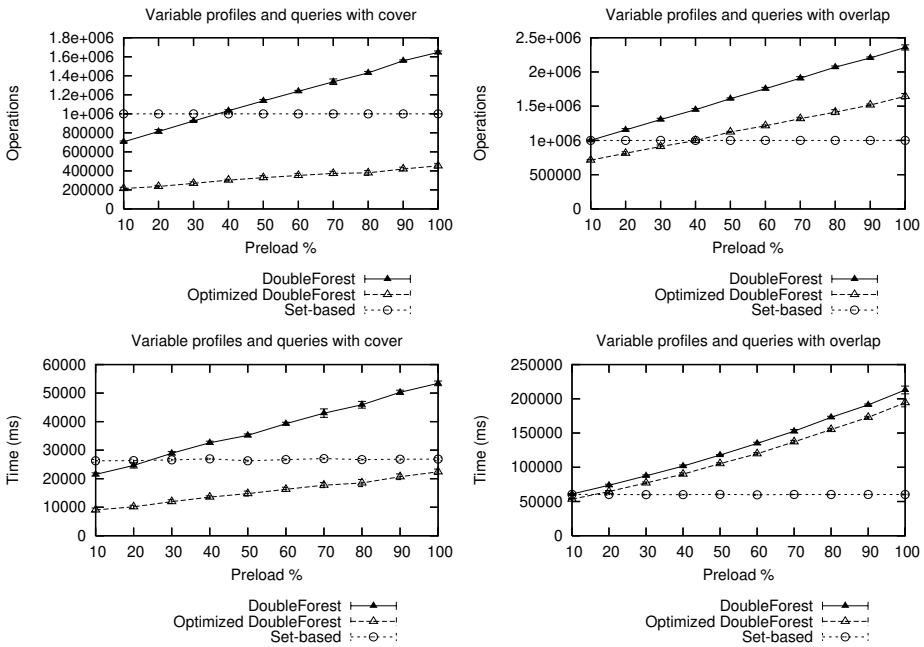 Variable profiles and queries with cover
1.8e+006
1.6e+006
1.4e+006
1.2e+006
1e+006
800000
600000
400000
200000
0
Operations
10 20 30 40 50 60 70 80 90 100
Preload %
DoubleForest
Optimized DoubleForest
Set-based
Variable profiles and queries with overlap
2.5e+006
2e+006
1.5e+006
1e+006
500000
0
Operations
10 20 30 40 50 60 70 80 90 100
Preload %
DoubleForest
Optimized DoubleForest
Set-based
Variable profiles and queries with cover
60000
50000
40000
30000
20000
10000
0
Time (ms)
10 20 30 40 50 60 70 80 90 100
Preload %
DoubleForest
Optimized DoubleForest
Set-based
Variable profiles and queries with overlap
250000
200000
150000
100000
50000
0
Time (ms)
10 20 30 40 50 60 70 80 90 100
Preload %
DoubleForest
Optimized DoubleForest
Set-based